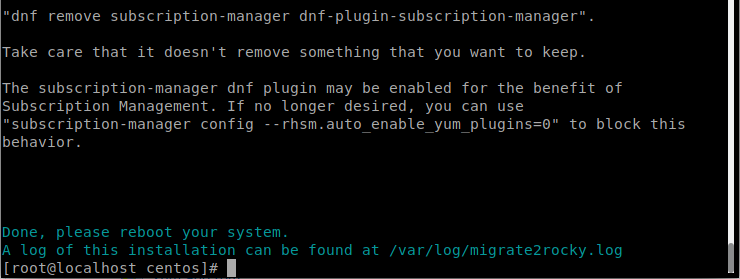 "dnf remove subscription-manager dnf-plugin-subscription-manager".
Take care that it doesn't remove something that you want to keep.
The subscription-manager dnf plugin may be enabled for the benefit of
Subscription Management. If no longer desired, you can use
"subscription-manager config --rhsm.auto_enable_yum_plugins=0" to block this
behavior.
Done, please reboot your system.
A log of this installation can be found at /var/log/migrate2rocky.log
[root@localhost centos]#